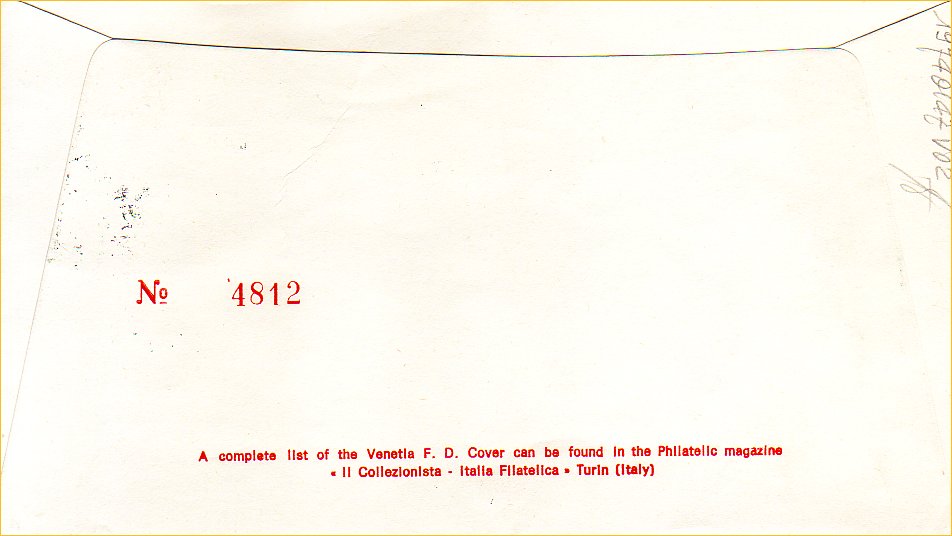 Nº 4812
A complete list of the Venetia F. D. Cover can be found in the Philatelic magazine
« Il Collezionista - Italia Filatelica » Turin (Italy)